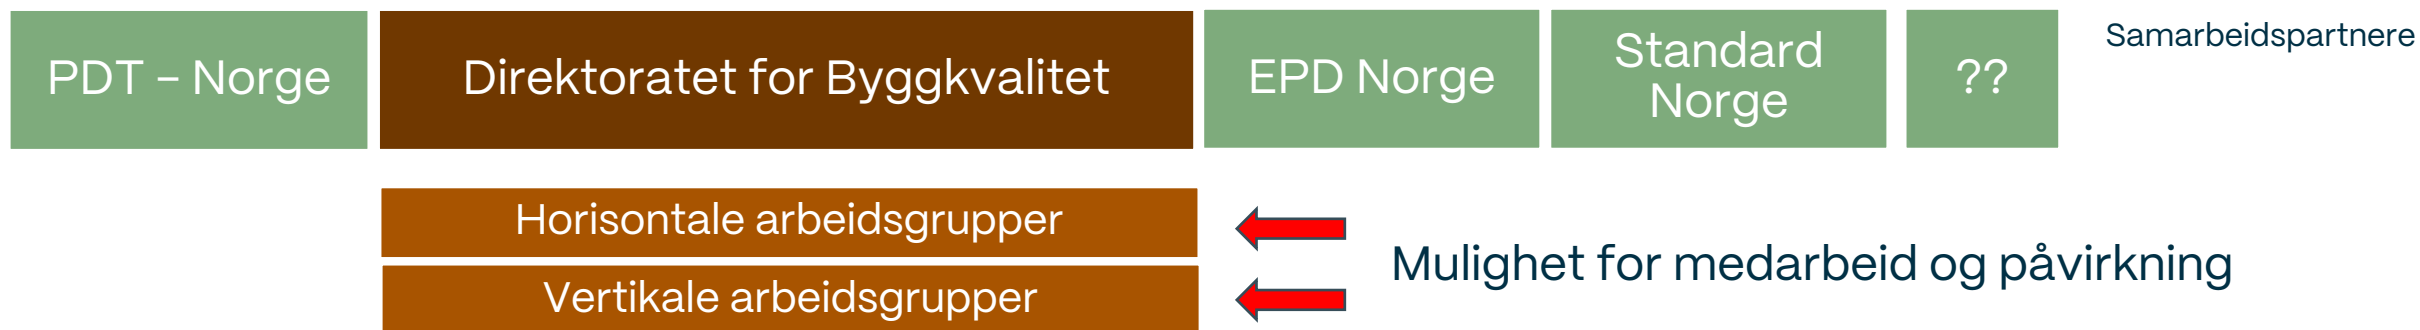 PDT – Norge
Direktoratet for Byggkvalitet
EPD Norge
Standard
Norge
??
Samarbeidspartnere
Horisontale arbeidsgrupper
Vertikale arbeidsgrupper
Mulighet for medarbeid og påvirkning